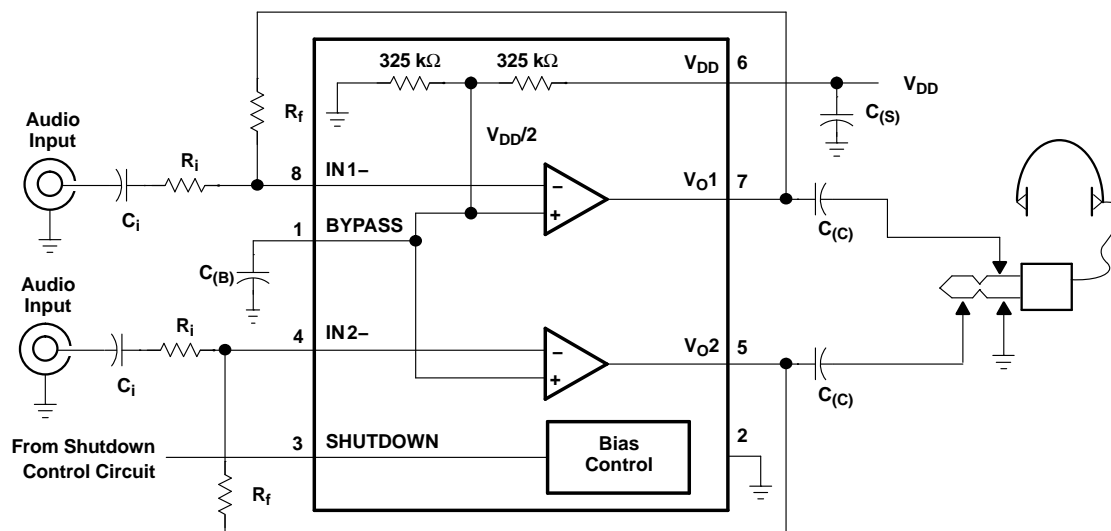 325 kΩ
325 kΩ
VDD
6
VDD
C(S)
Rf
VDD/2
Audio
Input
Ri
Ci
8
IN1–
–
+
VO1
7
C(C)
1
BYPASS
C(B)
Audio
Input
Ri
Ci
4
IN2–
–
+
VO2
5
C(C)
From Shutdown
Control Circuit
3
SHUTDOWN
Bias
Control
2
Rf